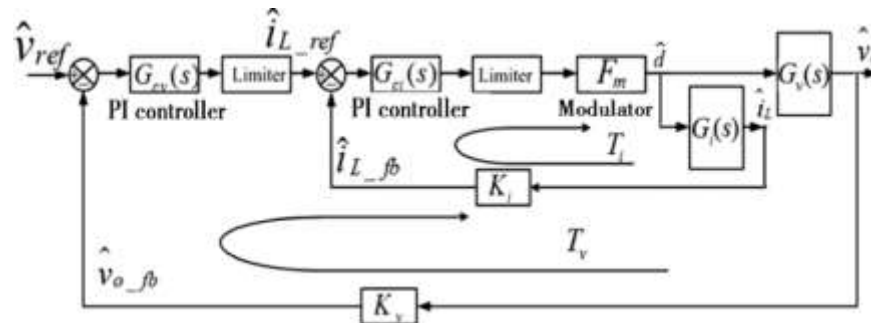 v̂ref
îL_ref
Gcv(s)
Limiter
Gci(s)
Limiter
Fm
d̂
Gv(s)
PI controller
PI controller
Modulator
îL
Gi(s)
îL_fb
Ti
Ki
Tv
v̂o_fb
Kv